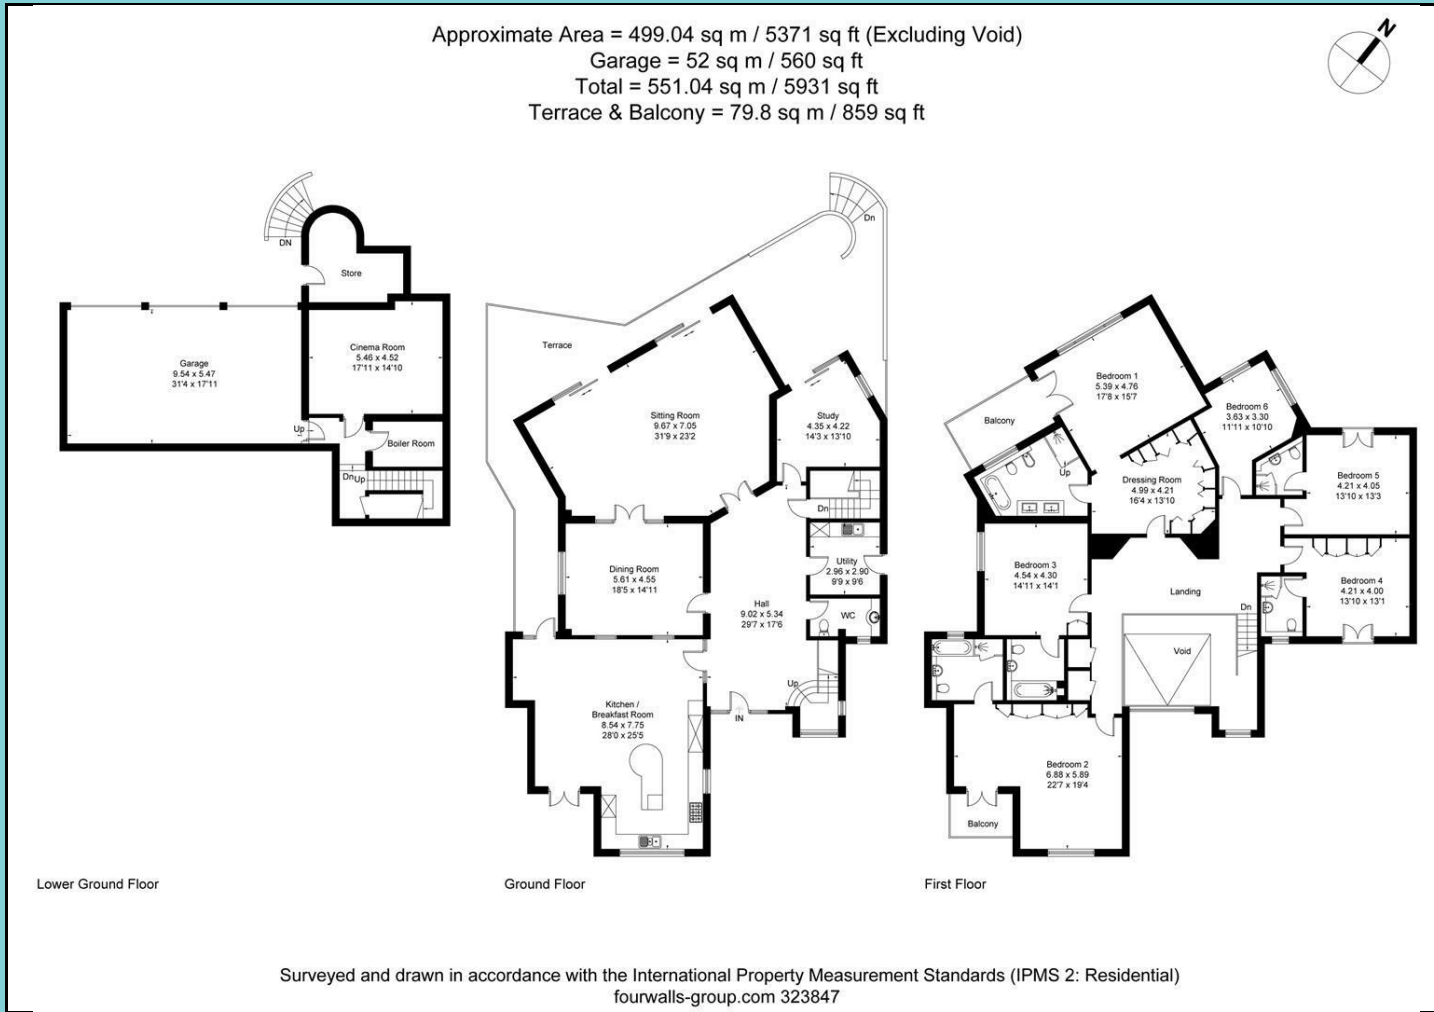 Approximate Area = 499.04 sq m / 5371 sq ft (Excluding Void)
Garage = 52 sq m / 560 sq ft
Total = 551.04 sq m / 5931 sq ft
Terrace & Balcony = 79.8 sq m / 859 sq ft
N
DN
Store
Cinema Room
5.46 x 4.52
17'11 x 14'10
Garage
9.54 x 5.47
31'4 x 17'11
Up
Boiler Room
Dn
Up
Lower Ground Floor
Dn
Terrace
Sitting Room
9.67 x 7.05
31'9 x 23'2
Study
4.35 x 4.22
14'3 x 13'10
Dn
Dining Room
5.61 x 4.55
18'5 x 14'11
Utility
2.96 x 2.90
9'9 x 9'6
Hall
9.02 x 5.34
29'7 x 17'6
WC
Up
IN
Kitchen /
Breakfast Room
8.54 x 7.75
28'0 x 25'5
Ground Floor
Bedroom 1
5.39 x 4.76
17'8 x 15'7
Balcony
Bedroom 6
3.63 x 3.30
11'11 x 10'10
Up
Dressing Room
4.99 x 4.21
16'4 x 13'10
Bedroom 5
4.21 x 4.05
13'10 x 13'3
Bedroom 3
4.54 x 4.30
14'11 x 14'1
Bedroom 4
4.21 x 4.00
13'10 x 13'1
Landing
Dn
Void
Bedroom 2
6.88 x 5.89
22'7 x 19'4
Balcony
First Floor
Surveyed and drawn in accordance with the International Property Measurement Standards (IPMS 2: Residential)
fourwalls-group.com 323847